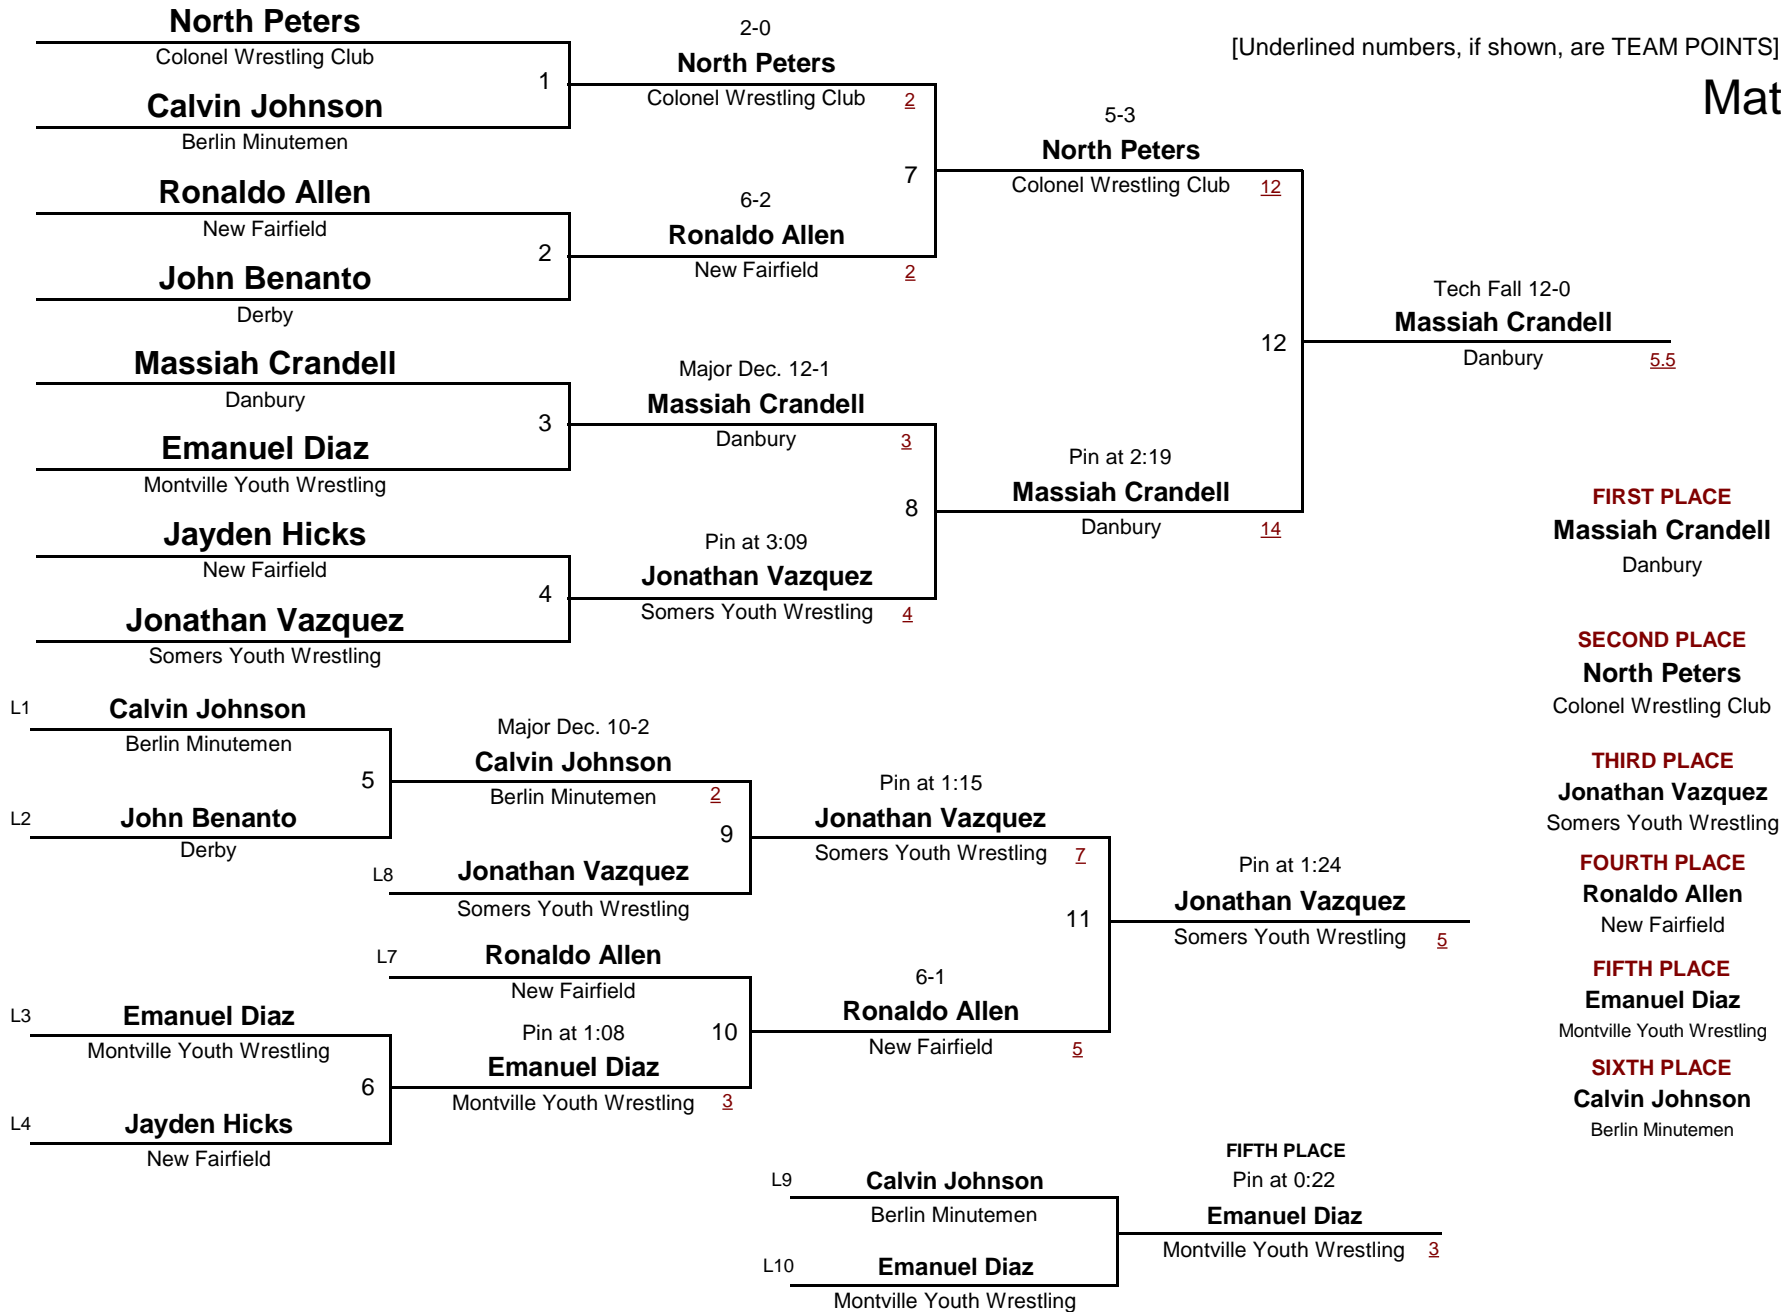 North Peters
Colonel Wrestling Club
1
Calvin Johnson
Berlin Minutemen
Ronaldo Allen
New Fairfield
2
John Benanto
Derby
Massiah Crandell
Danbury
3
Emanuel Diaz
Montville Youth Wrestling
Jayden Hicks
New Fairfield
4
Jonathan Vazquez
Somers Youth Wrestling
2-0
North Peters
Colonel Wrestling Club 2
7
6-2
Ronaldo Allen
New Fairfield 2
Major Dec. 12-1
Massiah Crandell
Danbury 3
8
Pin at 3:09
Jonathan Vazquez
Somers Youth Wrestling 4
5-3
North Peters
Colonel Wrestling Club 12
12
Pin at 2:19
Massiah Crandell
Danbury 14
[Underlined numbers, if shown, are TEAM POINTS]
Mat
Tech Fall 12-0
Massiah Crandell
Danbury 5.5
L1 Calvin Johnson
Berlin Minutemen
5
L2 John Benanto
Derby
Major Dec. 10-2
Calvin Johnson
Berlin Minutemen 2
9
L8 Jonathan Vazquez
Somers Youth Wrestling
L7 Ronaldo Allen
New Fairfield
10
L3 Emanuel Diaz
Montville Youth Wrestling
6
L4 Jayden Hicks
New Fairfield
Pin at 1:08
Emanuel Diaz
Montville Youth Wrestling 3
Pin at 1:15
Jonathan Vazquez
Somers Youth Wrestling 7
11
6-1
Ronaldo Allen
New Fairfield 5
Pin at 1:24
Jonathan Vazquez
Somers Youth Wrestling 5
L9 Calvin Johnson
Berlin Minutemen
L10 Emanuel Diaz
Montville Youth Wrestling
FIFTH PLACE
Pin at 0:22
Emanuel Diaz
Montville Youth Wrestling 3
FIRST PLACE
Massiah Crandell
Danbury
SECOND PLACE
North Peters
Colonel Wrestling Club
THIRD PLACE
Jonathan Vazquez
Somers Youth Wrestling
FOURTH PLACE
Ronaldo Allen
New Fairfield
FIFTH PLACE
Emanuel Diaz
Montville Youth Wrestling
SIXTH PLACE
Calvin Johnson
Berlin Minutemen